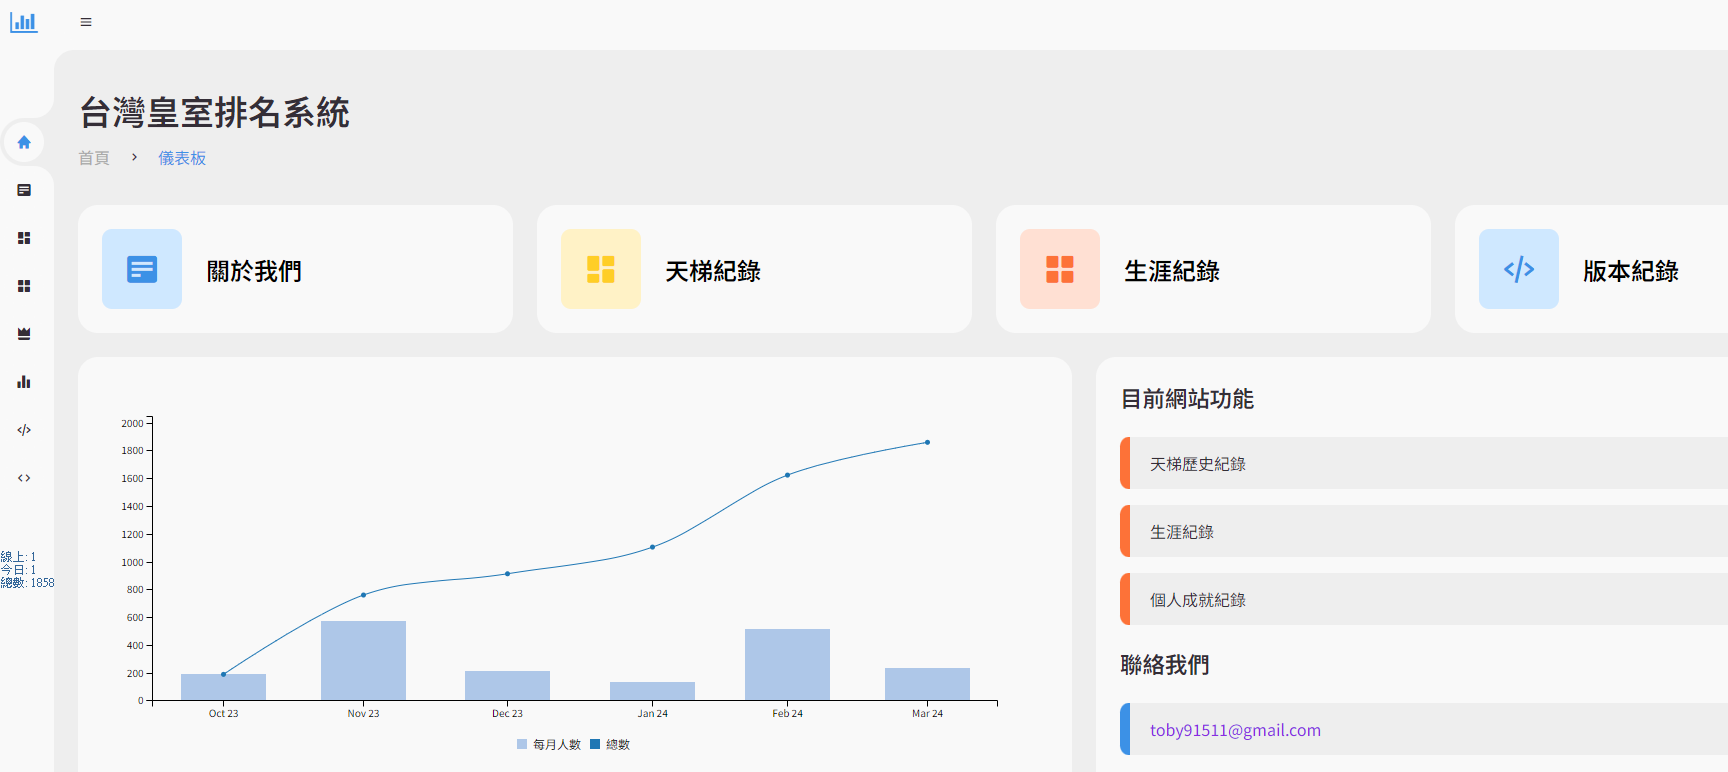 台灣皇室排名系統
首頁 > 儀表板
關於我們
天梯紀錄
生涯紀錄
版本紀錄
線上: 1
今日: 1
總數: 1858
2000
1800
1600
1400
1200
1000
800
600
400
200
0
Oct 23 Nov 23 Dec 23 Jan 24 Feb 24 Mar 24
每月人數 總數
目前網站功能
天梯歷史紀錄
生涯紀錄
個人成就紀錄
聯絡我們
toby91511@gmail.com